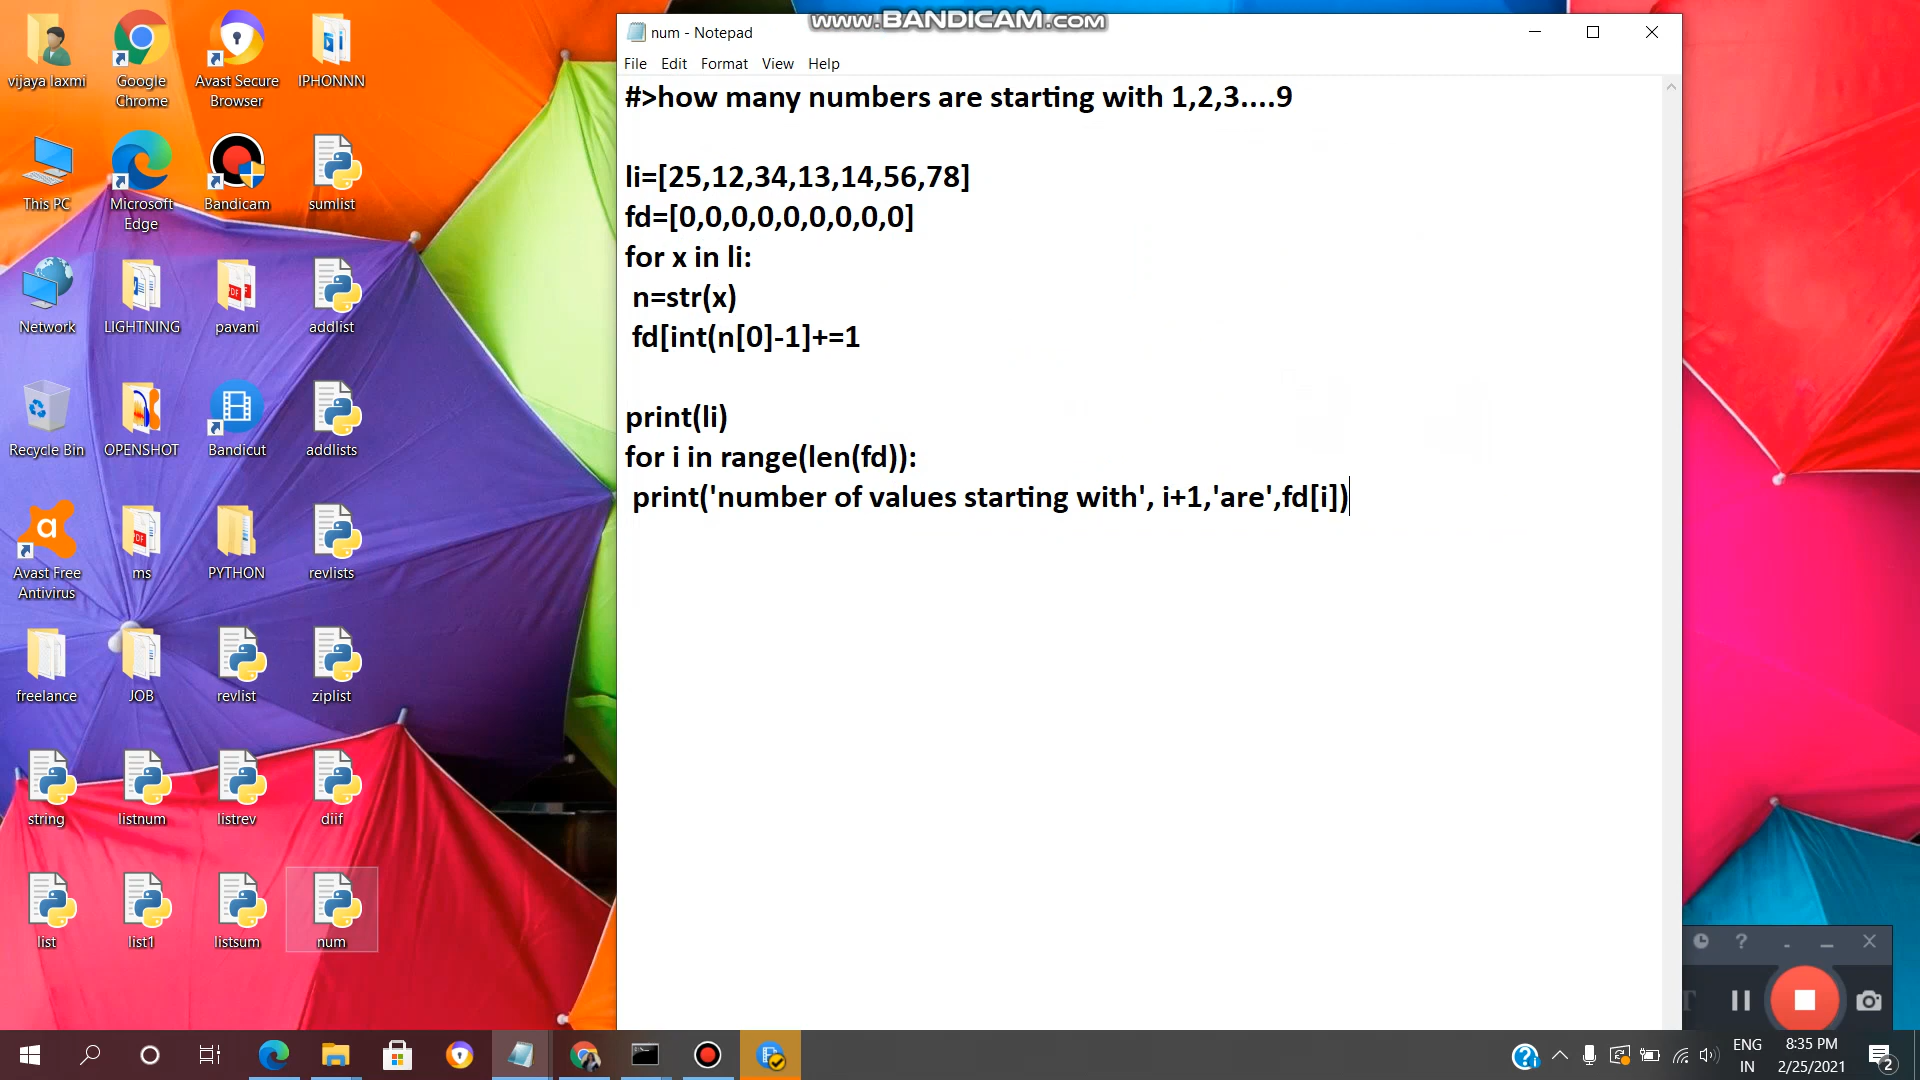 www.BANDICAM.com
num - Notepad
File Edit Format View Help
#>how many numbers are starting with 1,2,3....9
li=[25,12,34,13,14,56,78]
fd=[0,0,0,0,0,0,0,0,0]
for x in li:
n=str(x)
fd[int(n[0]-1]+=1
print(li)
for i in range(len(fd)):
print('number of values starting with', i+1,'are',fd[i])
vijaya laxmi
Google Chrome
Avast Secure Browser
IPHONNN
This PC
Microsoft Edge
Bandicam
sumlist
Network
LIGHTNING
pavani
addlist
Recycle Bin
OPENSHOT
Bandicut
addlists
Avast Free Antivirus
ms
PYTHON
revlists
freelance
JOB
revlist
ziplist
string
listnum
listrev
diif
list
list1
listsum
num
ENG
IN
8:35 PM
2/25/2021
2